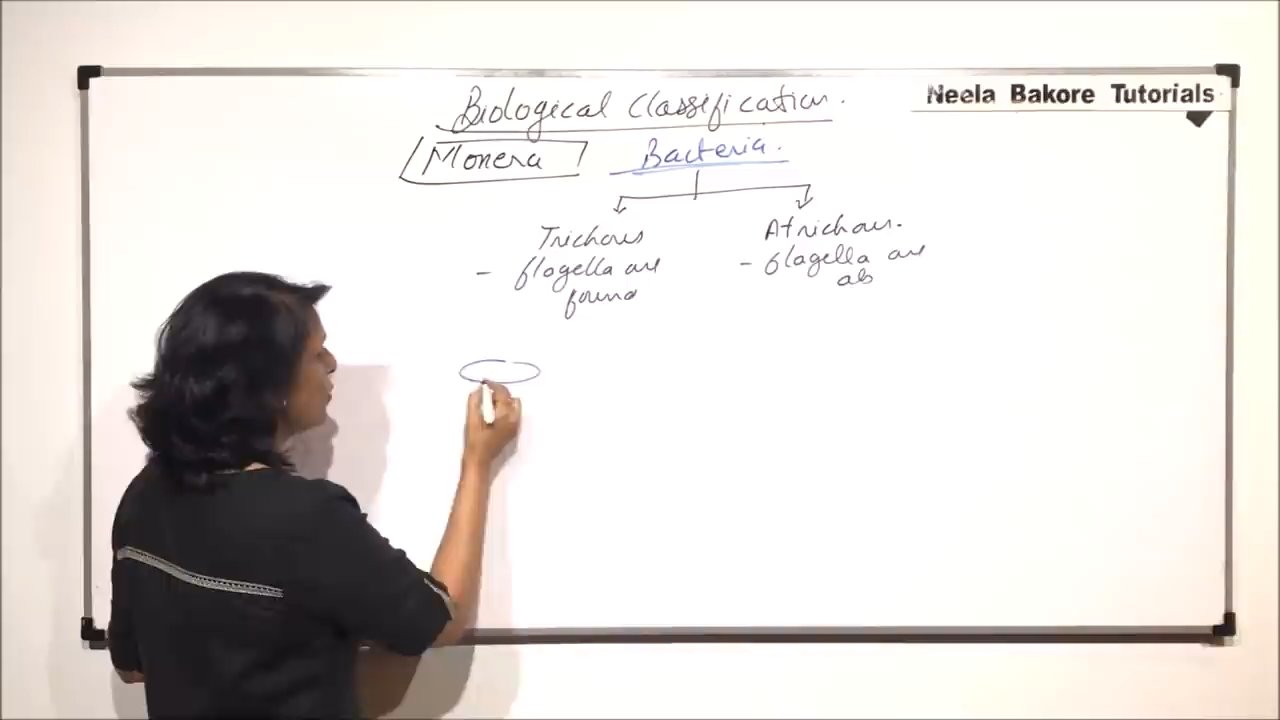 Neela Bakore Tutorials
Biological Classification.
Monera
Bacteria.
Trichous
- flagella are
found
Atrichous.
- flagella are
ab